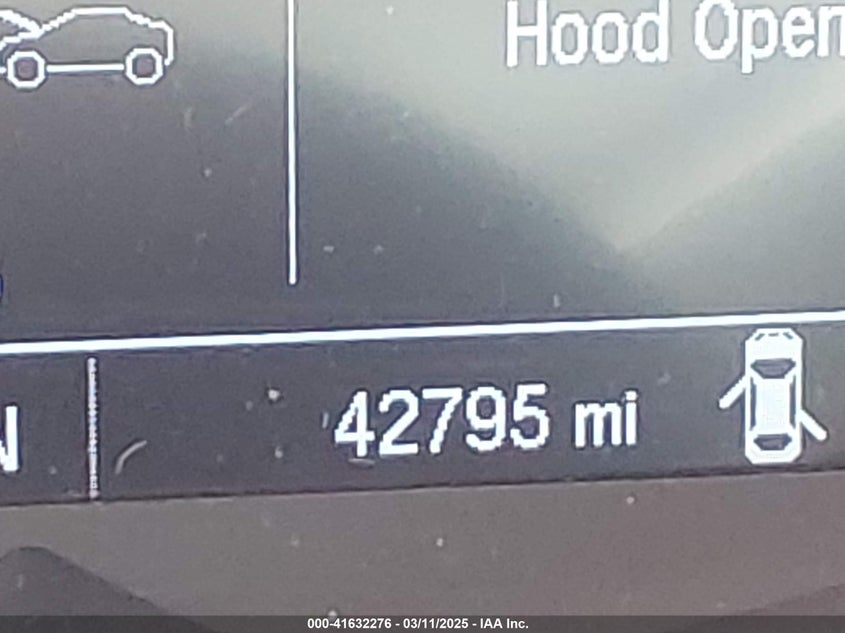 Hood Open
42795 mi
N
000-41632276 - 03/11/2025 - IAA Inc.